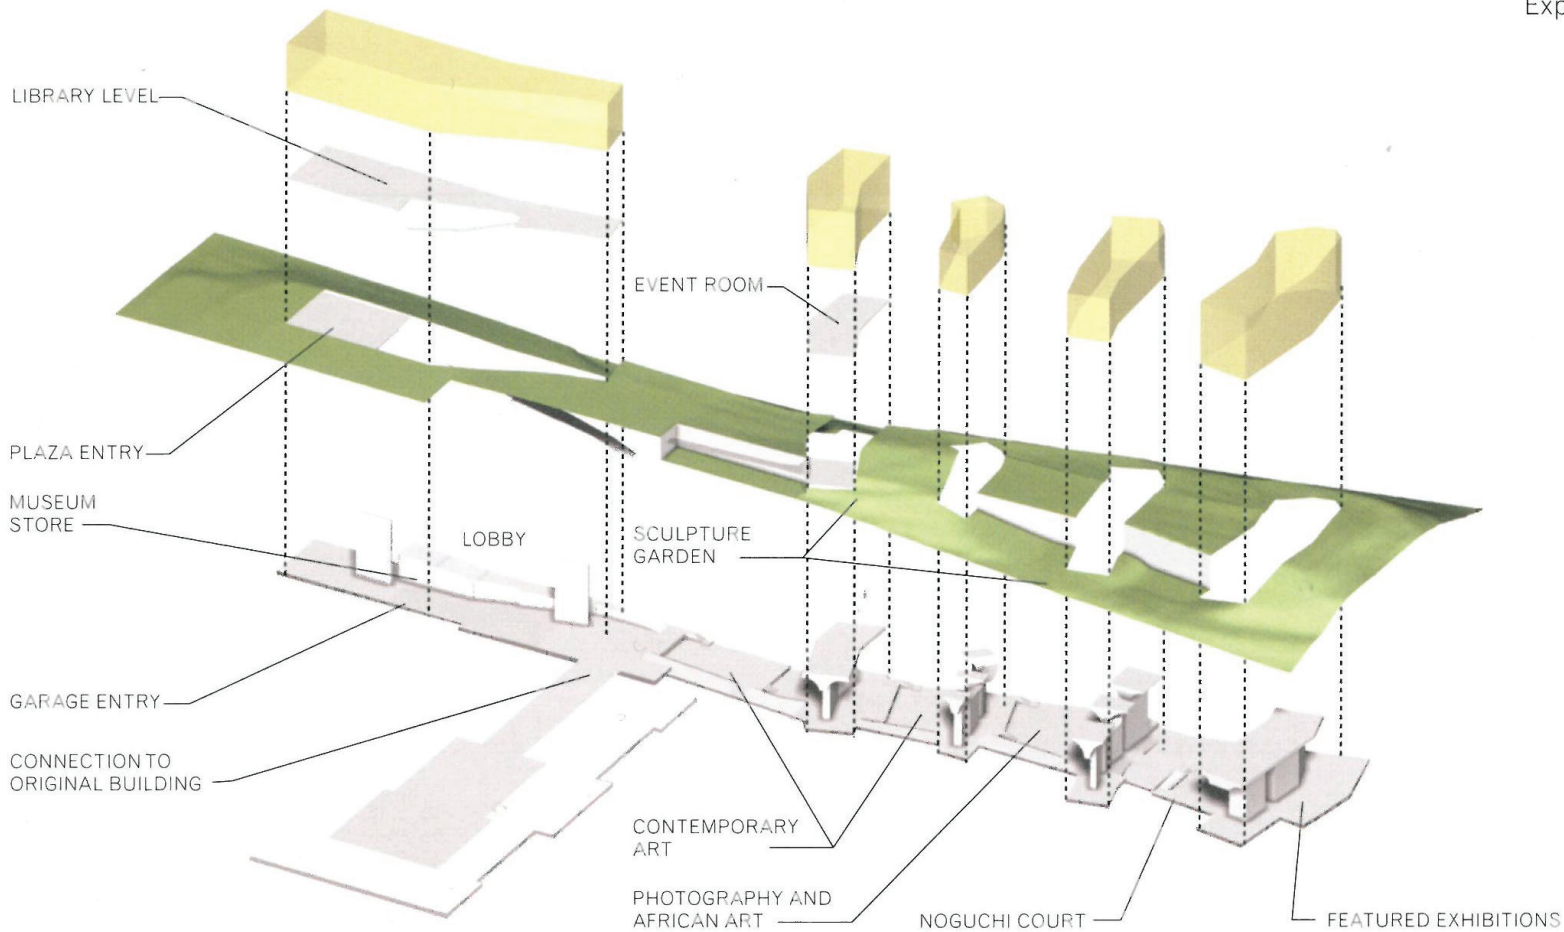 Exp
LIBRARY LEVEL
EVENT ROOM
PLAZA ENTRY
MUSEUM
STORE
LOBBY
SCULPTURE
GARDEN
GARAGE ENTRY
CONNECTION TO
ORIGINAL BUILDING
CONTEMPORARY
ART
PHOTOGRAPHY AND
AFRICAN ART
NOGUCHI COURT
FEATURED EXHIBITIONS